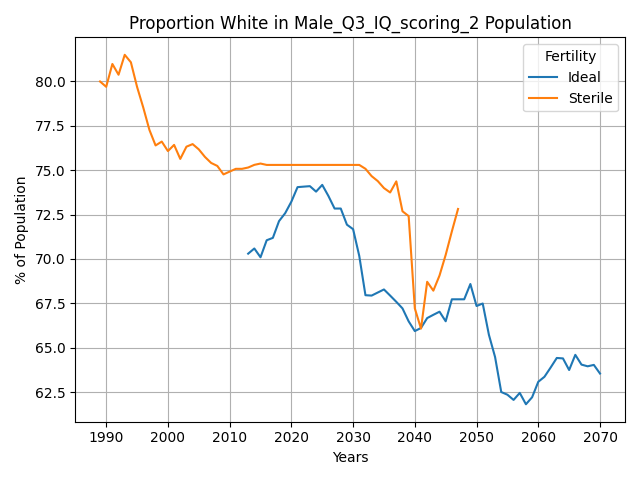 Proportion White in Male_Q3_IQ_scoring_2 Population
Fertility
Ideal
Sterile
% of Population
80.0
77.5
75.0
72.5
70.0
67.5
65.0
62.5
1990 2000 2010 2020 2030 2040 2050 2060 2070
Years